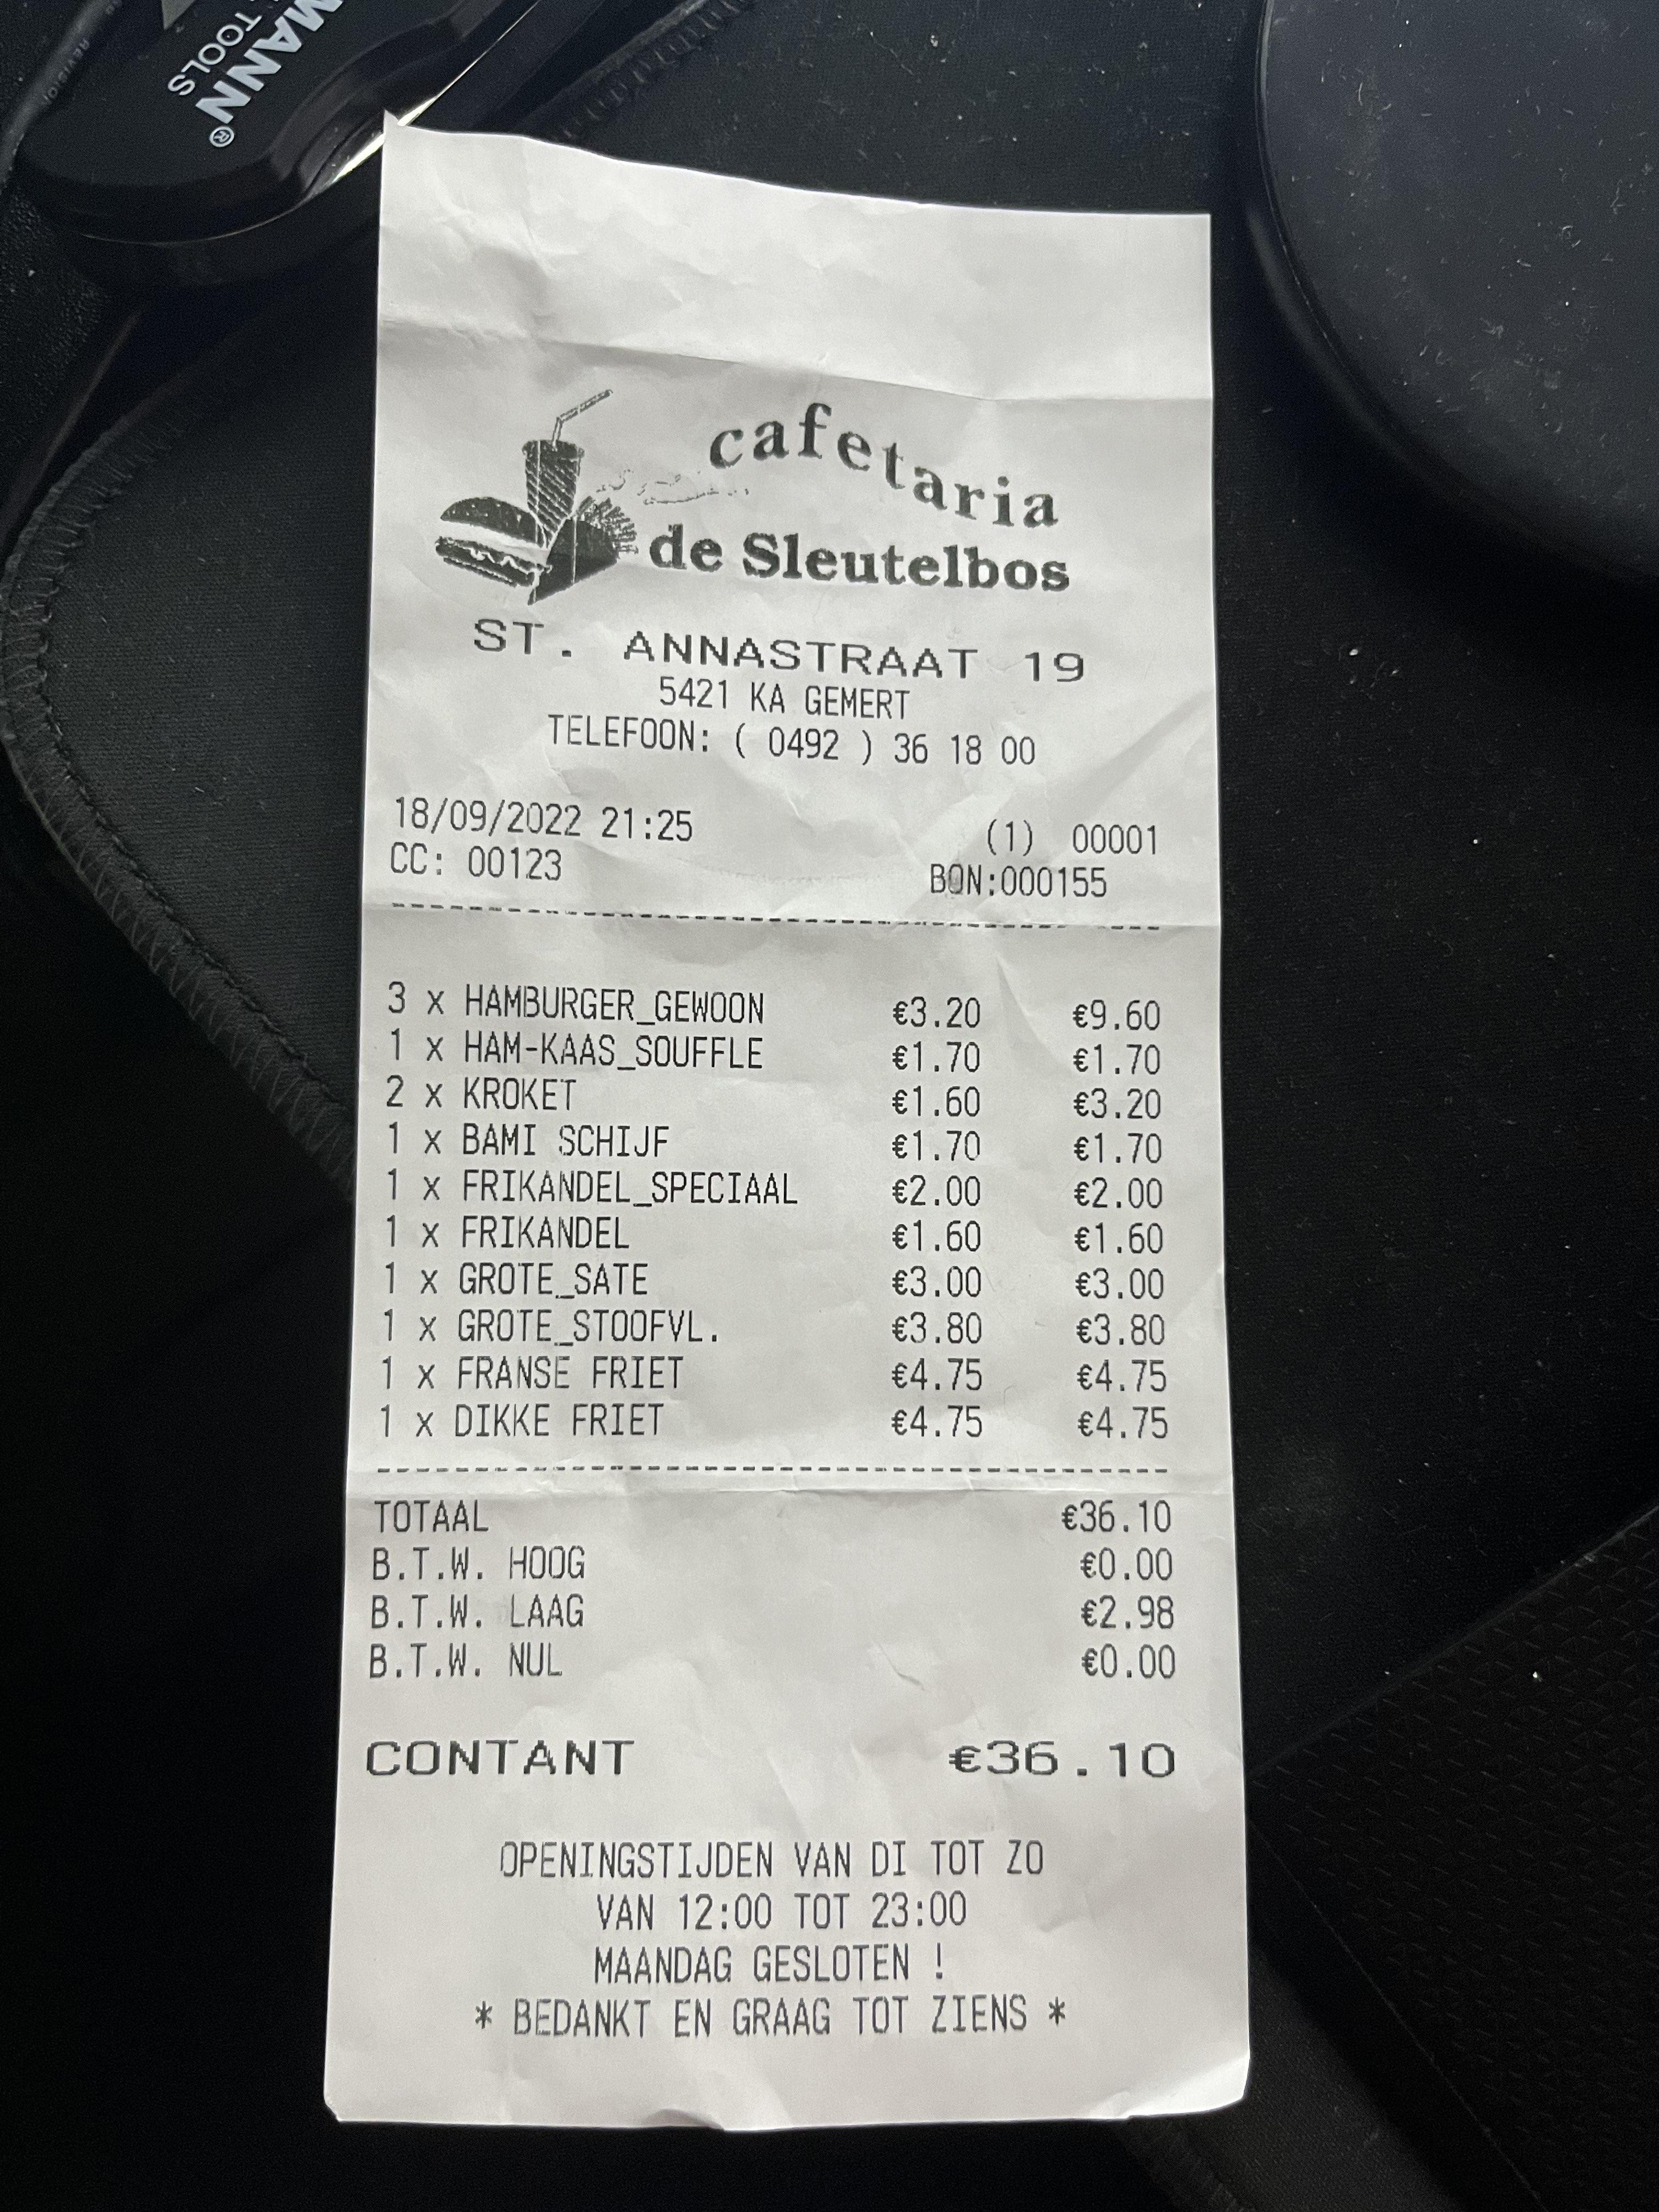 MANN®
TOOLS
cafetaria
de Sleutelbos
ST. ANNASTRAAT 19
5421 KA GEMERT
TELEFOON: ( 0492 ) 36 18 00
18/09/2022 21:25 (1) 00001
CC: 00123 BON:000155
3 x HAMBURGER_GEWOON €3.20 €9.60
1 x HAM-KAAS_SOUFFLE €1.70 €1.70
2 x KROKET €1.60 €3.20
1 x BAMI SCHIJF €1.70 €1.70
1 x FRIKANDEL_SPECIAAL €2.00 €2.00
1 x FRIKANDEL €1.60 €1.60
1 x GROTE_SATE €3.00 €3.00
1 x GROTE_STOOFVL. €3.80 €3.80
1 x FRANSE FRIET €4.75 €4.75
1 x DIKKE FRIET €4.75 €4.75
TOTAAL €36.10
B.T.W. HOOG €0.00
B.T.W. LAAG €2.98
B.T.W. NUL €0.00
CONTANT €36.10
OPENINGSTIJDEN VAN DI TOT ZO
VAN 12:00 TOT 23:00
MAANDAG GESLOTEN !
* BEDANKT EN GRAAG TOT ZIENS *